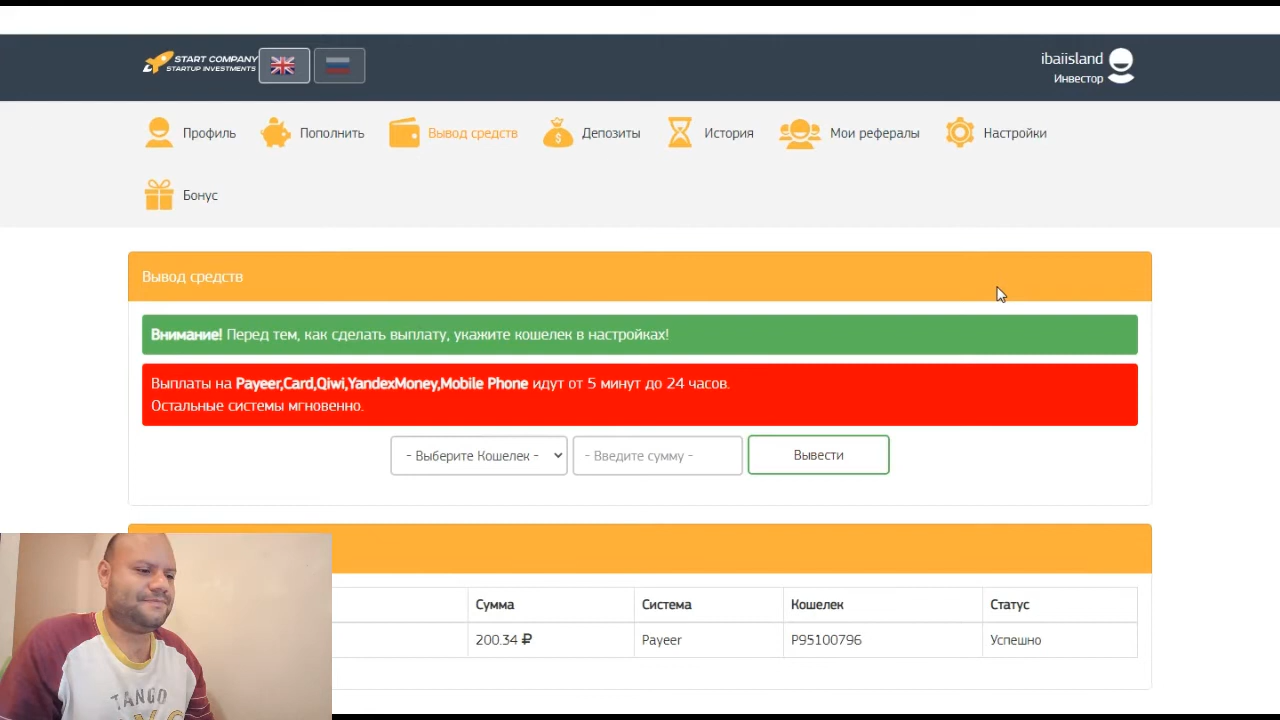 START COMPANY
STARTUP INVESTMENTS
ibaiisland
Инвестор
Профиль
Пополнить
Вывод средств
Депозиты
История
Мои рефералы
Настройки
Бонус
Вывод средств
Внимание! Перед тем, как сделать выплату, укажите кошелек в настройках!
Выплаты на Payeer,Card,Qiwi,YandexMoney,Mobile Phone идут от 5 минут до 24 часов.
Остальные системы мгновенно.
- Выберите Кошелек -
- Введите сумму -
Вывести
Сумма
Система
Кошелек
Статус
200.34 ₽
Payeer
P95100796
Успешно
TANGO